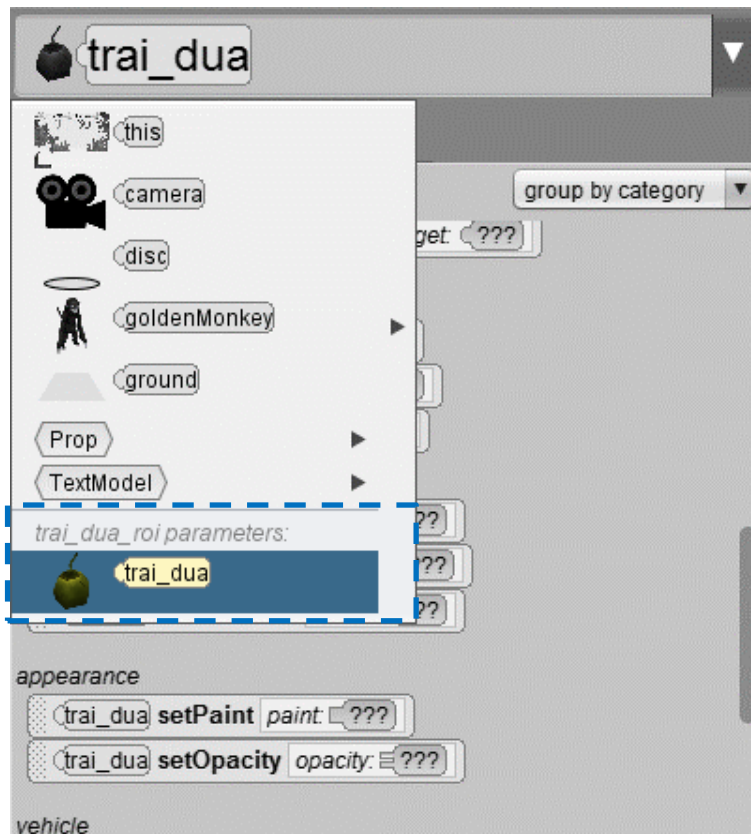 trai_dua
this
camera
group by category
get: ???
disc
goldenMonkey
ground
Prop
TextModel
??
trai_dua_roi parameters:
??
trai_dua
??
appearance
trai_dua setPaint paint: ???
trai_dua setOpacity opacity: ???
vehicle